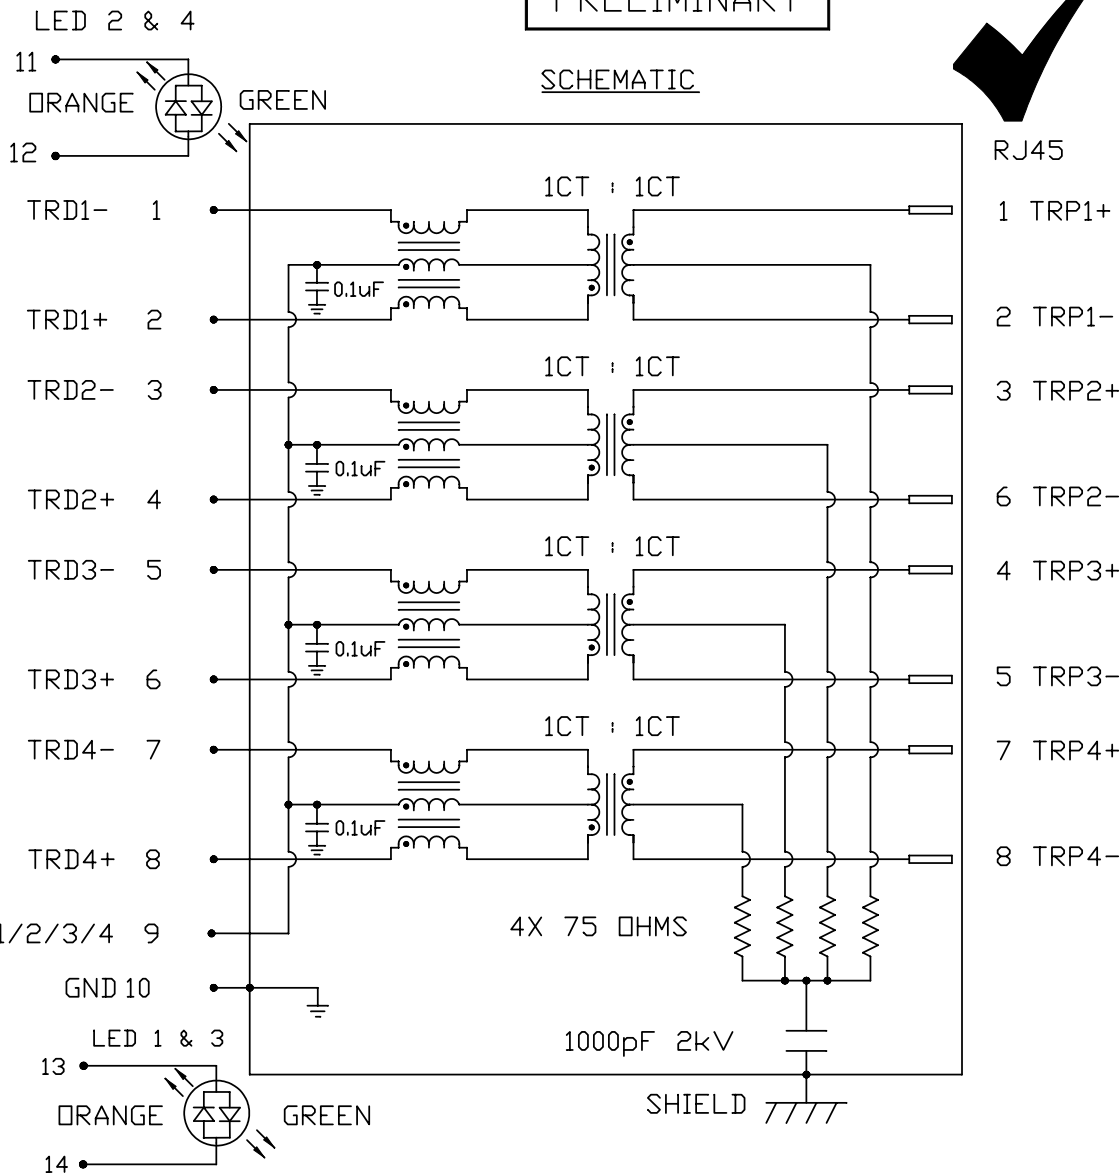 PRELIMINARY
LED 2 & 4
11
SCHEMATIC
ORANGE GREEN
12
RJ45
1CT : 1CT
TRD1- 1
1 TRP1+
0.1uF
TRD1+ 2
2 TRP1-
1CT : 1CT
TRD2- 3
3 TRP2+
0.1uF
TRD2+ 4
6 TRP2-
1CT : 1CT
TRD3- 5
4 TRP3+
0.1uF
TRD3+ 6
5 TRP3-
1CT : 1CT
TRD4- 7
7 TRP4+
0.1uF
TRD4+ 8
8 TRP4-
4X 75 OHMS
1/2/3/4 9
GND 10
LED 1 & 3
1000pF 2kV
13
SHIELD
ORANGE GREEN
14